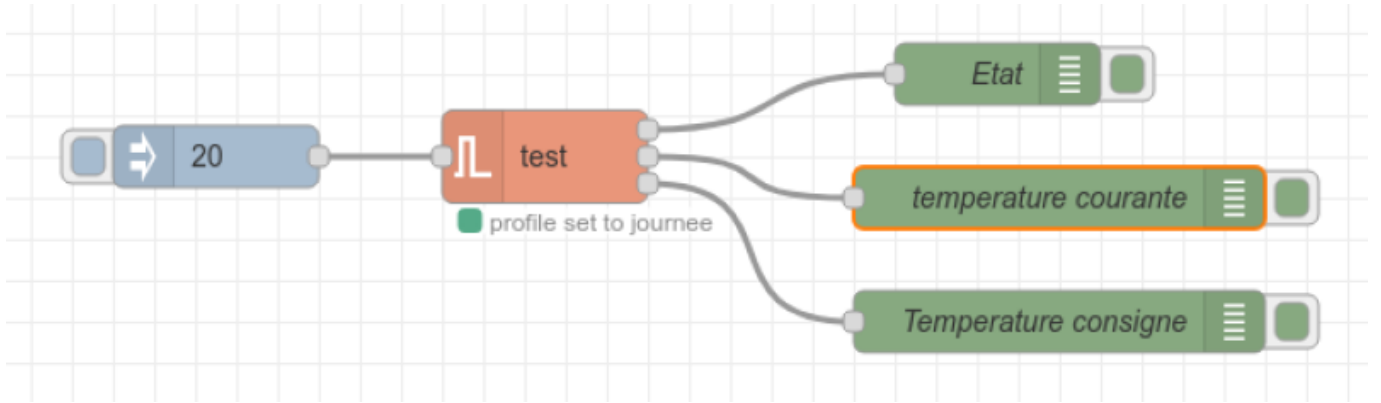 Etat
20
test
temperature courante
profile set to journee
Temperature consigne